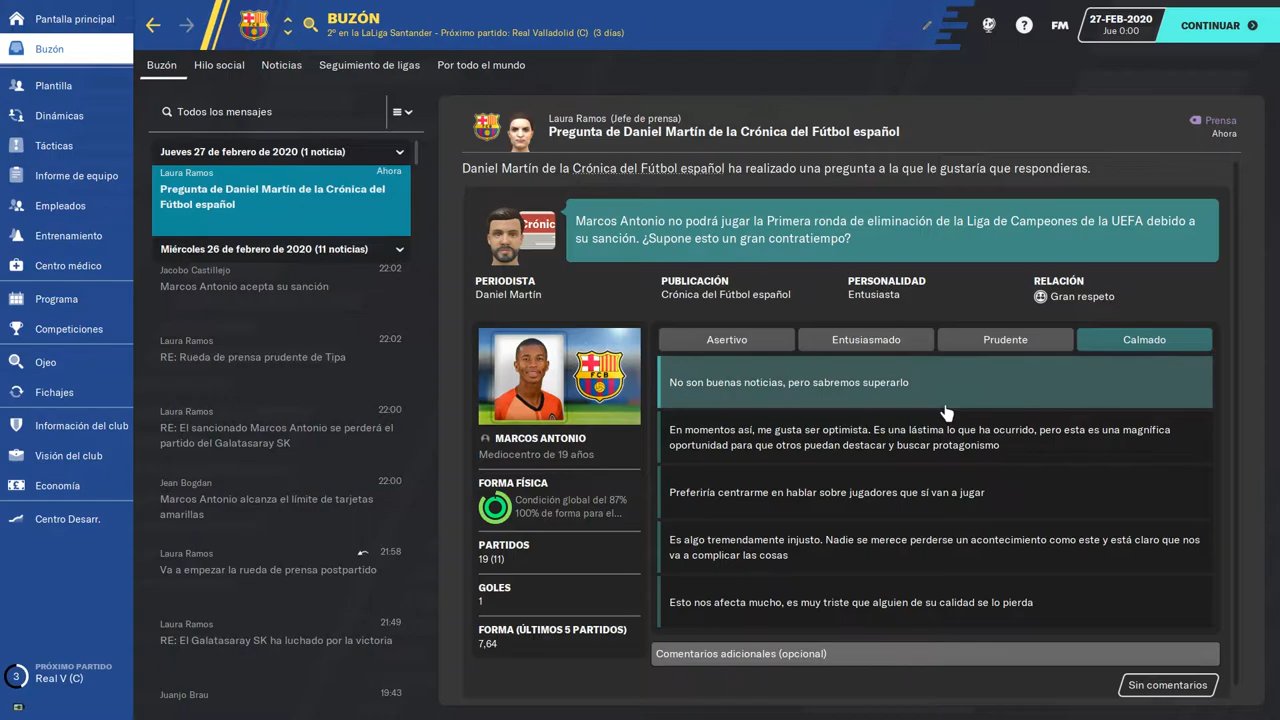 Pantalla principal
Buzón
Plantilla
Dinámicas
Tácticas
Informe de equipo
Empleados
Entrenamiento
Centro médico
Programa
Competiciones
Ojeo
Fichajes
Información del club
Visión del club
Economía
Centro Desarr.
PRÓXIMO PARTIDO
3
Real V (C)
BUZÓN
2º en la LaLiga Santander - Próximo partido: Real Valladolid (C) (3 días)
?
FM
27-FEB-2020
Jue 0:00
CONTINUAR
Buzón
Hilo social
Noticias
Seguimiento de ligas
Por todo el mundo
Todos los mensajes
Jueves 27 de febrero de 2020 (1 noticia)
Laura Ramos
Ahora
Pregunta de Daniel Martín de la Crónica del
Fútbol español
Miércoles 26 de febrero de 2020 (11 noticias)
Jacobo Castillejo
22:02
Marcos Antonio acepta su sanción
Laura Ramos
22:02
RE: Rueda de prensa prudente de Tipa
Laura Ramos
22:00
RE: El sancionado Marcos Antonio se perderá el
partido del Galatasaray SK
Jean Bogdan
22:00
Marcos Antonio alcanza el límite de tarjetas
amarillas
Laura Ramos
21:58
Va a empezar la rueda de prensa postpartido
Laura Ramos
21:49
RE: El Galatasaray SK ha luchado por la victoria
Juanjo Brau
19:43
Laura Ramos (Jefe de prensa)
Pregunta de Daniel Martín de la Crónica del Fútbol español
Prensa
Ahora
Daniel Martín de la Crónica del Fútbol español ha realizado una pregunta a la que le gustaría que respondieras.
Crónic
Marcos Antonio no podrá jugar la Primera ronda de eliminación de la Liga de Campeones de la UEFA debido a
su sanción. ¿Supone esto un gran contratiempo?
PERIODISTA
Daniel Martín
PUBLICACIÓN
Crónica del Fútbol español
PERSONALIDAD
Entusiasta
RELACIÓN
Gran respeto
FCB
MARCOS ANTONIO
Mediocentro de 19 años
FORMA FÍSICA
Condición global del 87%
100% de forma para el...
PARTIDOS
19 (11)
GOLES
1
FORMA (ÚLTIMOS 5 PARTIDOS)
7,64
Asertivo
Entusiasmado
Prudente
Calmado
No son buenas noticias, pero sabremos superarlo
En momentos así, me gusta ser optimista. Es una lástima lo que ha ocurrido, pero esta es una magnífica
oportunidad para que otros puedan destacar y buscar protagonismo
Preferiría centrarme en hablar sobre jugadores que sí van a jugar
Es algo tremendamente injusto. Nadie se merece perderse un acontecimiento como este y está claro que nos
va a complicar las cosas
Esto nos afecta mucho, es muy triste que alguien de su calidad se lo pierda
Comentarios adicionales (opcional)
Sin comentarios